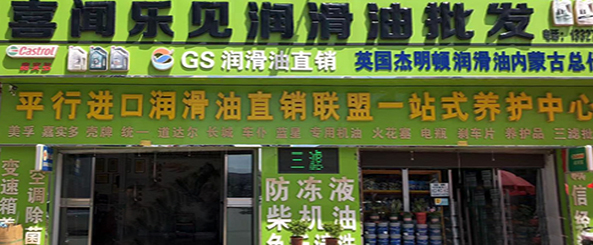 喜闻乐见润滑油批发
Castrol
嘉实多
GS 润滑油直销
英国杰明顿润滑油内蒙古总代
平行进口润滑油直销联盟一站式养护中心
美孚 嘉实多 壳牌 统一 道达尔 长城 车仆 蓝星 专用机油 火花塞 电瓶 刹车片 养护品 三滤批
三滤
变速箱
空调除菌
防冻液
柴机油
诚信经